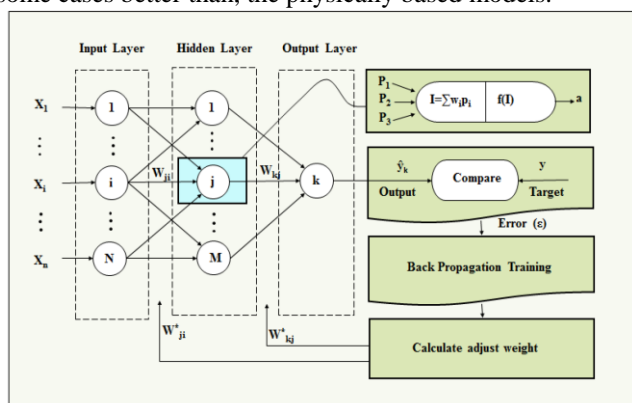 some cases better than, the physically based models.
Input Layer Hidden Layer Output Layer
X1 1 1
Xi i Wji j Wkj k
Xn N M
P1
P2
P3
I=∑wipi f(I) a
ŷk Compare y
Output Target
Error (ε)
Back Propagation Training
W*ji W*kj
Calculate adjust weight